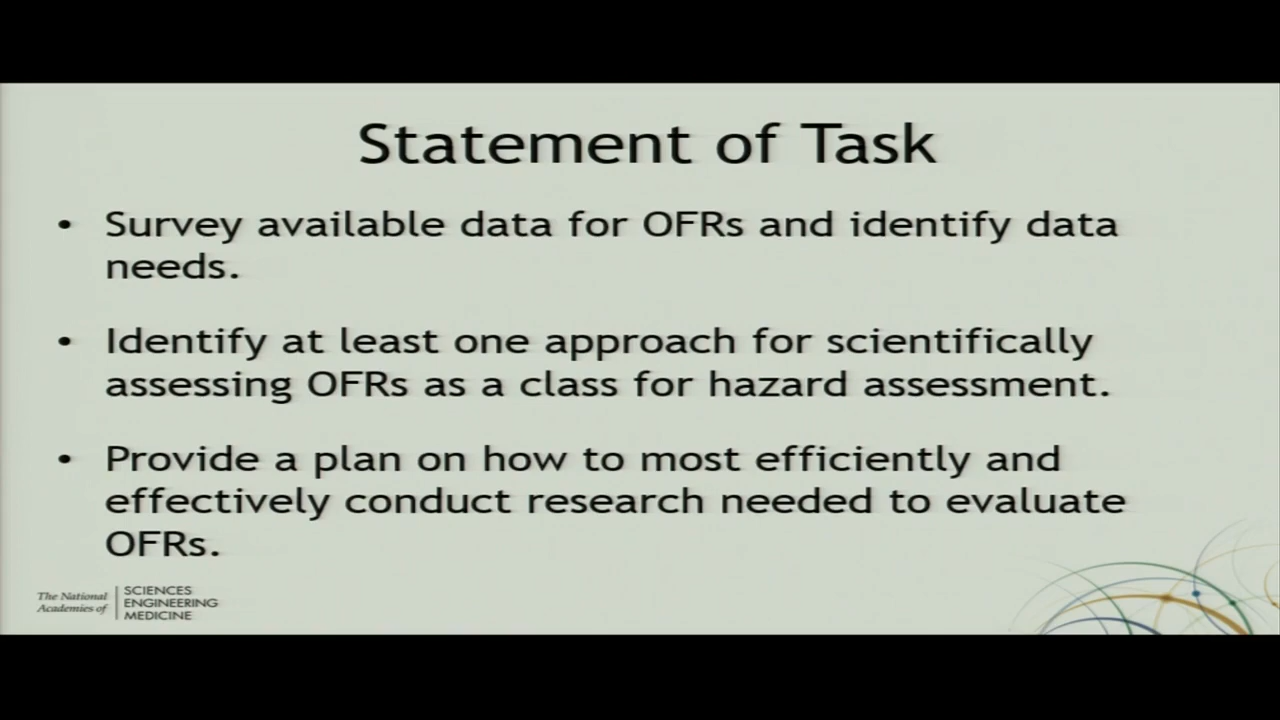 Statement of Task
• Survey available data for OFRs and identify data
needs.
• Identify at least one approach for scientifically
assessing OFRs as a class for hazard assessment.
• Provide a plan on how to most efficiently and
effectively conduct research needed to evaluate
OFRs.
The National
Academies of
SCIENCES
ENGINEERING
MEDICINE